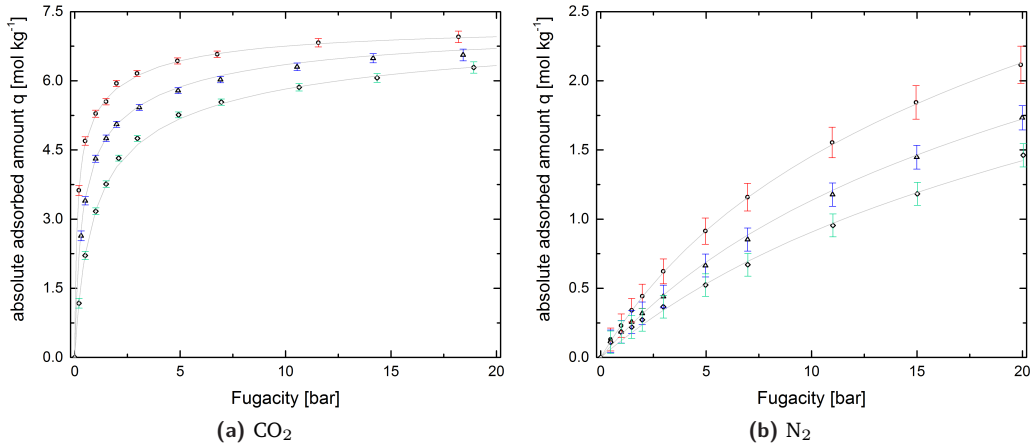 absolute adsorbed amount q [mol kg⁻¹]
7.5
6.0
4.5
3.0
1.5
0.0
0 5 10 15 20
Fugacity [bar]
(a) CO₂
absolute adsorbed amount q [mol kg⁻¹]
2.5
2.0
1.5
1.0
0.5
0.0
0 5 10 15 20
Fugacity [bar]
(b) N₂